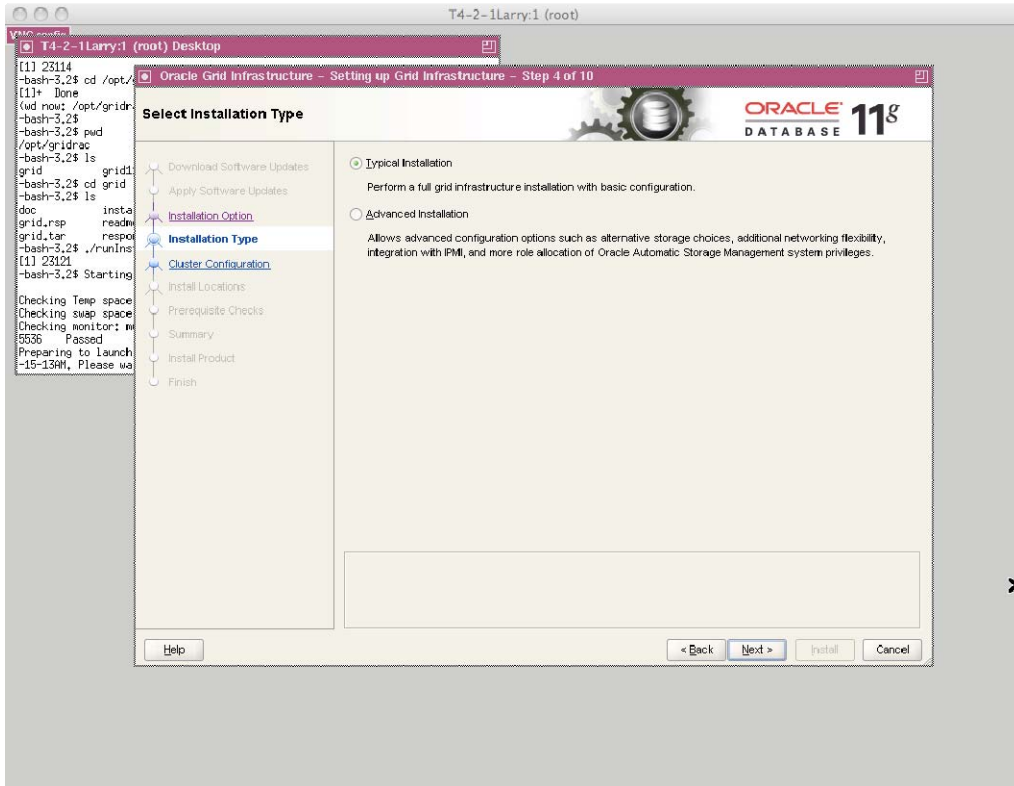 T4-2-1Larry:1 (root)
T4-2-1Larry:1 (root) Desktop
[1] 23114
-bash-3.2$ cd /opt/
[1]+ Done
(wd now: /opt/gridr
-bash-3.2$
-bash-3.2$ pwd
/opt/gridrac
-bash-3.2$ ls
grid grid1
-bash-3.2$ cd grid
-bash-3.2$ ls
doc insta
grid.rsp readm
grid.tar respo
-bash-3.2$ ./runIns
[1] 23121
-bash-3.2$ Starting
Checking Temp space
Checking swap space
Checking monitor: m
5536 Passed
Preparing to launch
-15-13AM. Please wa
Oracle Grid Infrastructure - Setting up Grid Infrastructure - Step 4 of 10
Select Installation Type
ORACLE
DATABASE
11g
Download Software Updates
Apply Software Updates
Installation Option
Installation Type
Cluster Configuration
Install Locations
Prerequisite Checks
Summary
Install Product
Finish
Typical Installation
Perform a full grid infrastructure installation with basic configuration.
Advanced Installation
Allows advanced configuration options such as alternative storage choices, additional networking flexibility,
integration with IPMI, and more role allocation of Oracle Automatic Storage Management system privileges.
Help
< Back
Next >
Install
Cancel